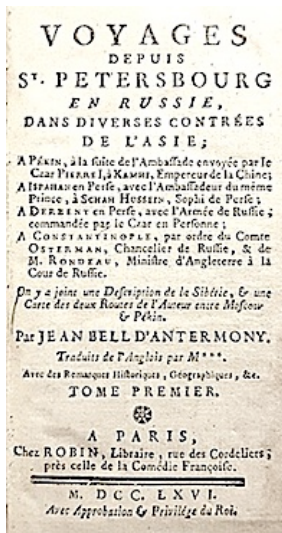 VOYAGES
DEPUIS
St. PETERSBOURG
EN RUSSIE,
DANS DIVERSES CONTRÉES
DE L'ASIE;
A PÉKIN, à la suite de l'Ambassade envoyée par le
Czar PIERRE I, à KAMHI, Empereur de la Chine;
A ISPAHAN en Perse, avec l'Ambassadeur du même
Prince, à SCHAH HUSSEIN, Sophi de Perse;
A DERBENT en Perse, avec l'Armée de Russie;
commandée par le Czar en Personne;
A CONSTANTINOPLE, par ordre du Comte
OSTERMAN, Chancelier de Russie, & de
M. RONDEAU, Ministre d'Angleterre à la
Cour de Russie.
On y a joint une Description de la Sibérie, & une
Carte des deux Routes de l'Auteur entre Moscow
& Pékin.
Par JEAN BELL D'ANTERMONY.
Traduits de l'Anglois par M***.
Avec des Remarques Historiques, Géographiques, &c.
TOME PREMIER.
A PARIS,
Chez ROBIN, Libraire, rue des Cordeliers;
près celle de la Comédie Françoise.
M. DCC. LXVI.
Avec Approbation & Privilége du Roi.